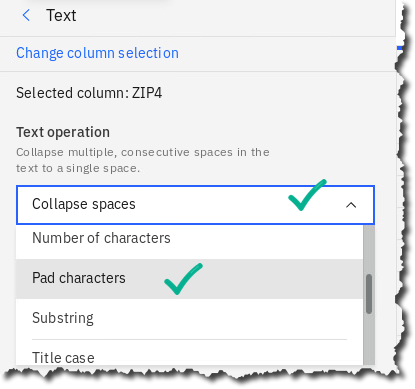 Text
Change column selection
Selected column: ZIP4
Text operation
Collapse multiple, consecutive spaces in the
text to a single space.
Collapse spaces
Number of characters
Pad characters
Substring
Title case